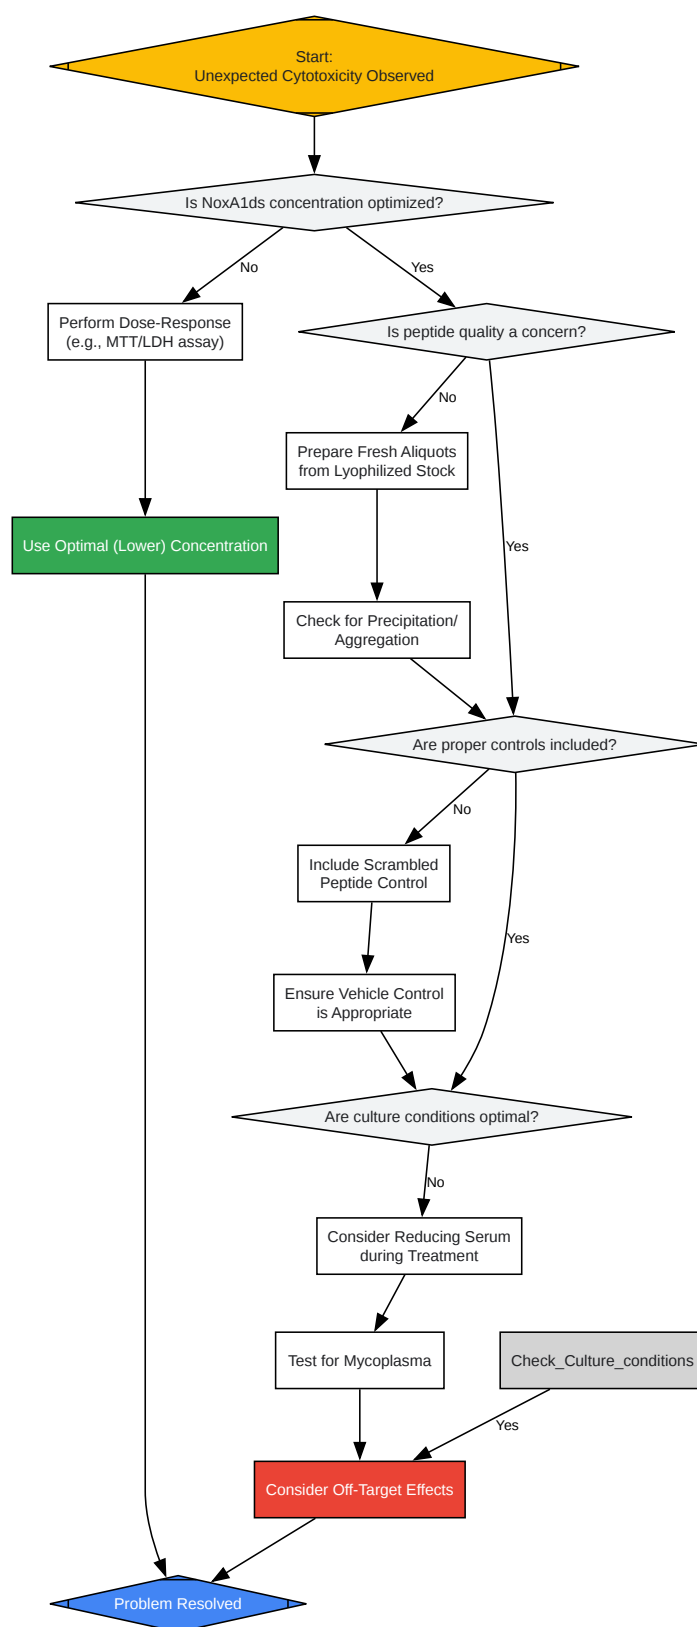 Start:
Unexpected Cytotoxicity Observed
Is NoxA1ds concentration optimized?
No
Yes
Perform Dose-Response
(e.g., MTT/LDH assay)
Is peptide quality a concern?
No
Prepare Fresh Aliquots
from Lyophilized Stock
Use Optimal (Lower) Concentration
Yes
Check for Precipitation/
Aggregation
Are proper controls included?
No
Include Scrambled
Peptide Control
Yes
Ensure Vehicle Control
is Appropriate
Are culture conditions optimal?
No
Consider Reducing Serum
during Treatment
Test for Mycoplasma
Check_Culture_conditions
Yes
Consider Off-Target Effects
Problem Resolved